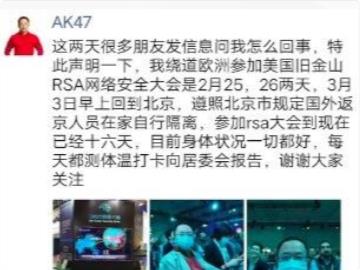 AK47
这两天很多朋友发信息问我怎么回事，特
此声明一下，我绕道欧洲参加美国旧金山
RSA网络安全大会是2月25，26两天，3
月3日早上回到北京，遵照北京市规定国外返
京人员在家自行隔离，参加rsa大会到现在
已经十六天，目前身体状况一切都好，每
天都测体温打卡向居委会报告，谢谢大家
关注